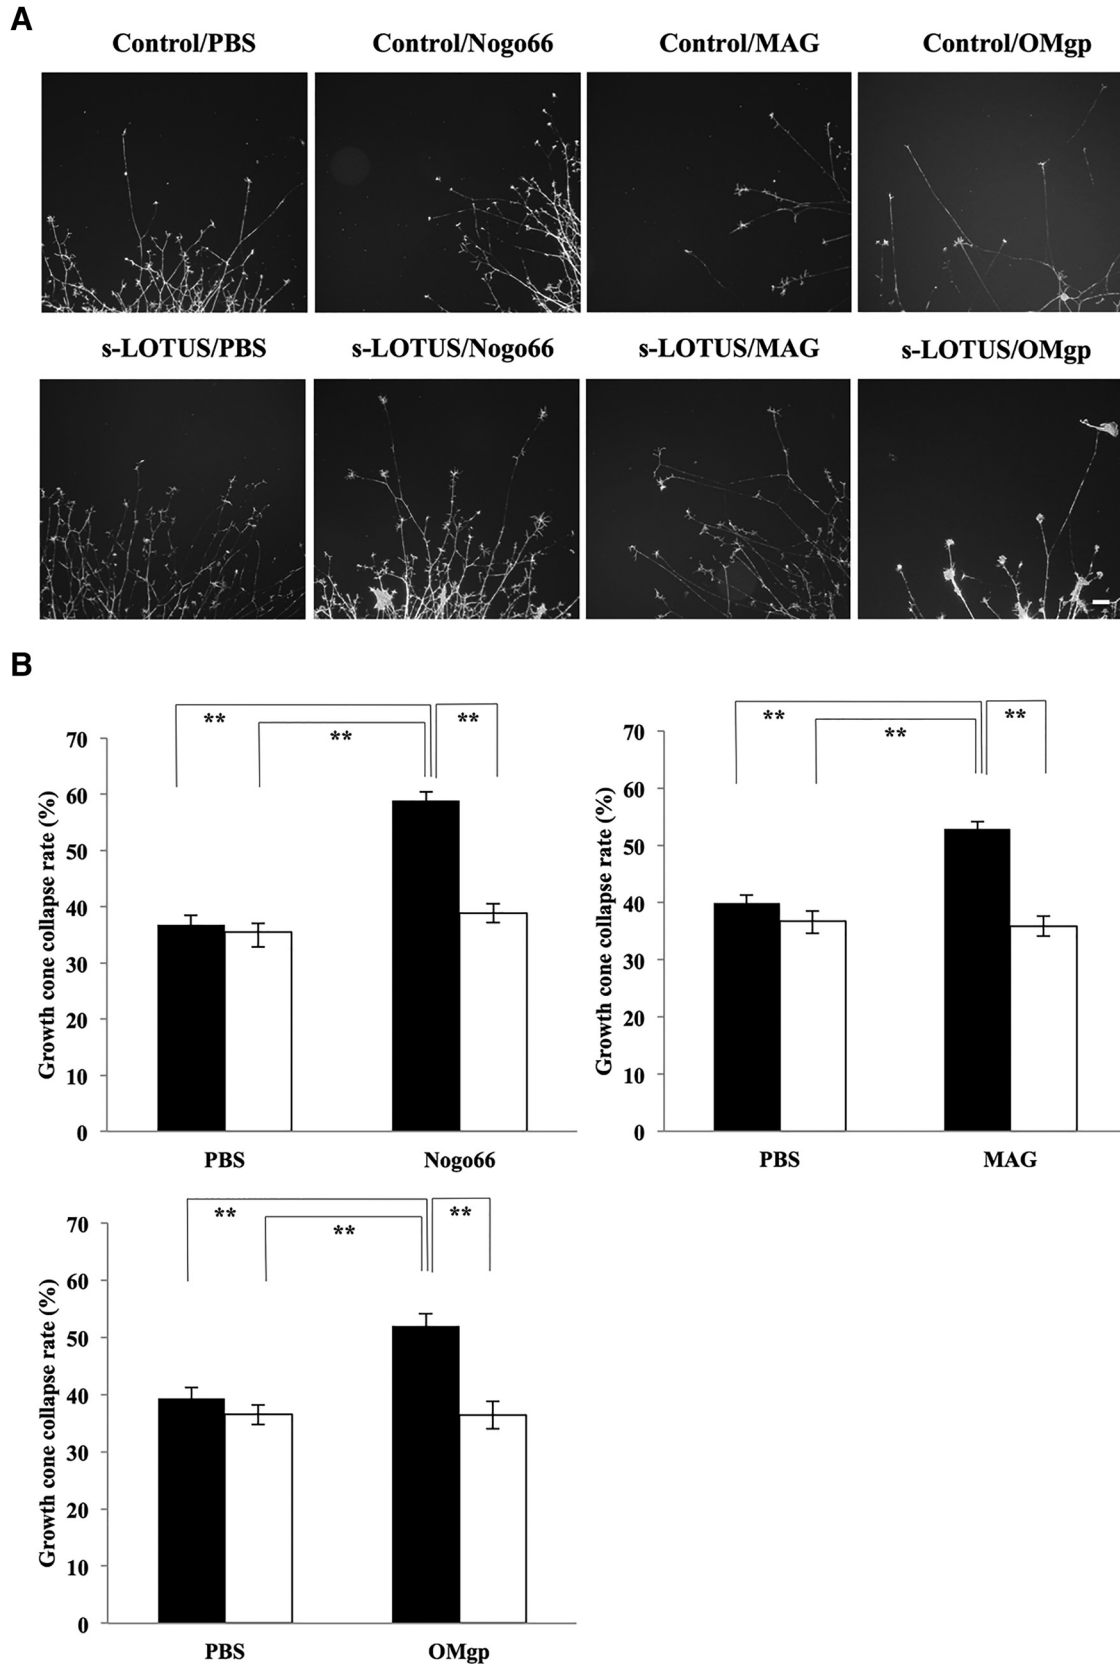 A
Control/PBS
Control/Nogo66
Control/MAG
Control/OMgp
s-LOTUS/PBS
s-LOTUS/Nogo66
s-LOTUS/MAG
s-LOTUS/OMgp
B
**
**
**
Growth cone collapse rate (%)
70
60
50
40
30
20
10
0
PBS
Nogo66
**
**
**
Growth cone collapse rate (%)
70
60
50
40
30
20
10
0
PBS
MAG
**
**
**
Growth cone collapse rate (%)
70
60
50
40
30
20
10
0
PBS
OMgp